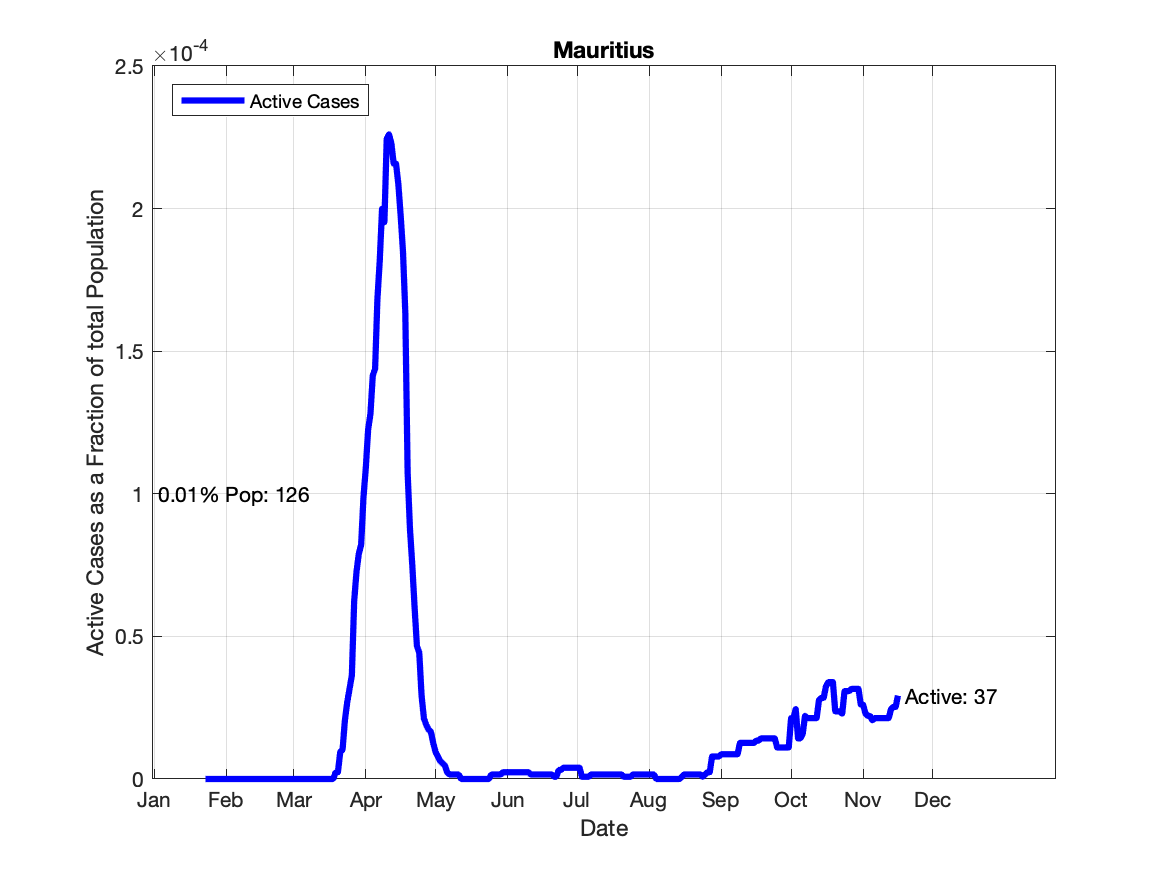 Mauritius
×10⁻⁴
2.5
2
1.5
1
0.5
0
Active Cases as a Fraction of total Population
Active Cases
0.01% Pop: 126
Active: 37
Jan Feb Mar Apr May Jun Jul Aug Sep Oct Nov Dec
Date